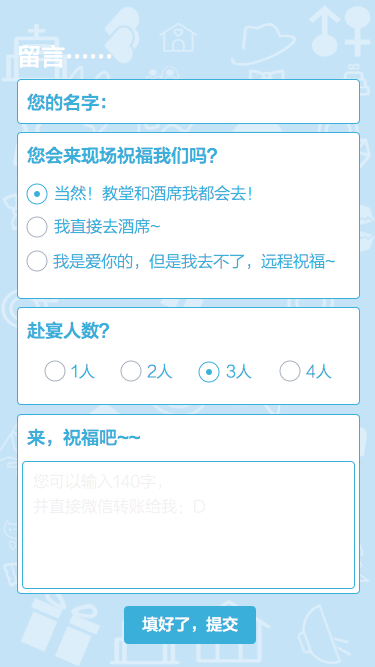 留言······
您的名字：
您会来现场祝福我们吗？
当然！教堂和酒席我都会去！
我直接去酒席~
我是爱你的，但是我去不了，远程祝福~
赴宴人数？
1人 2人 3人 4人
来，祝福吧~~
您可以输入140字，
并直接微信转账给我：D
填好了，提交